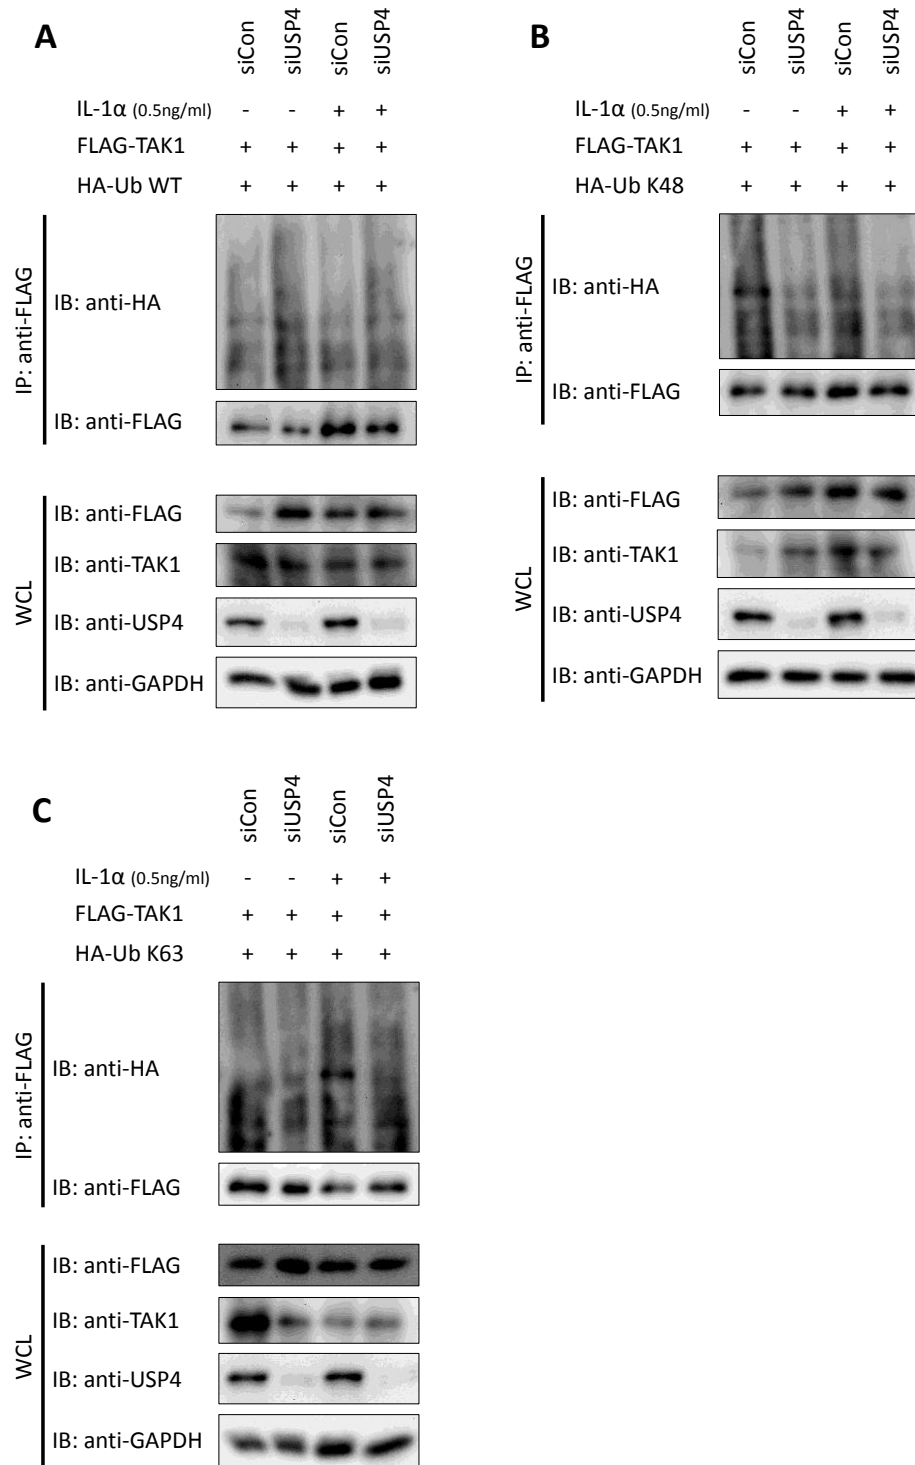 A
siCon
siUSP4
siCon
siUSP4
IL-1α (0.5ng/ml) - - + +
FLAG-TAK1 + + + +
HA-Ub WT + + + +
IP: anti-FLAG
IB: anti-HA
IB: anti-FLAG
WCL
IB: anti-FLAG
IB: anti-TAK1
IB: anti-USP4
IB: anti-GAPDH
B
siCon
siUSP4
siCon
siUSP4
IL-1α (0.5ng/ml) - - + +
FLAG-TAK1 + + + +
HA-Ub K48 + + + +
IP: anti-FLAG
IB: anti-HA
IB: anti-FLAG
WCL
IB: anti-FLAG
IB: anti-TAK1
IB: anti-USP4
IB: anti-GAPDH
C
siCon
siUSP4
siCon
siUSP4
IL-1α (0.5ng/ml) - - + +
FLAG-TAK1 + + + +
HA-Ub K63 + + + +
IP: anti-FLAG
IB: anti-HA
IB: anti-FLAG
WCL
IB: anti-FLAG
IB: anti-TAK1
IB: anti-USP4
IB: anti-GAPDH